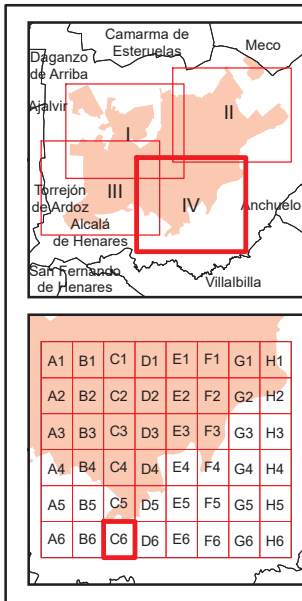 Camarma de
Esteruelas
Meco
Daganzo
de Arriba
Ajalvir
I
II
Torrejón
de Ardoz
III
IV
Anchuelo
Alcalá
de Henares
San Fernando
de Henares
Villalbilla
A1 B1 C1 D1 E1 F1 G1 H1
A2 B2 C2 D2 E2 F2 G2 H2
A3 B3 C3 D3 E3 F3 G3 H3
A4 B4 C4 D4 E4 F4 G4 H4
A5 B5 C5 D5 E5 F5 G5 H5
A6 B6 C6 D6 E6 F6 G6 H6